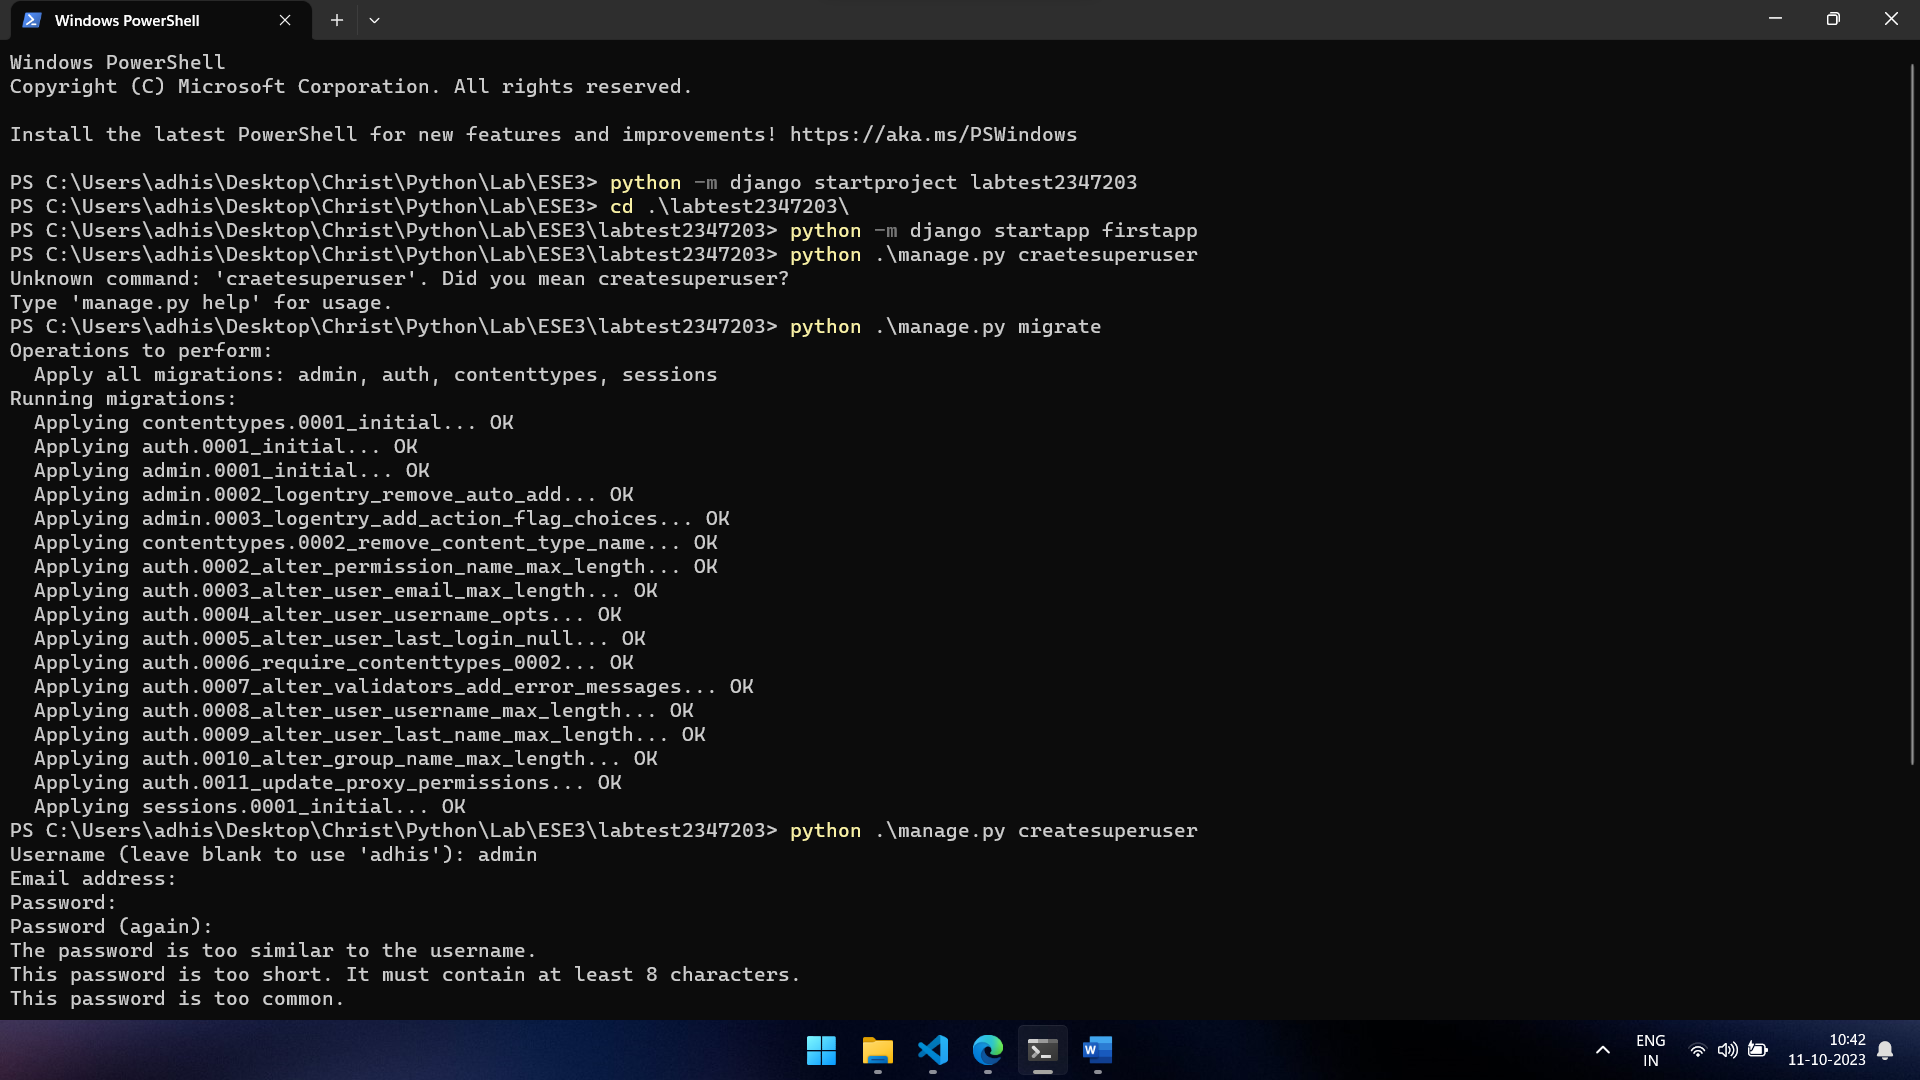 Windows PowerShell
Windows PowerShell
Copyright (C) Microsoft Corporation. All rights reserved.
Install the latest PowerShell for new features and improvements! https://aka.ms/PSWindows
PS C:\Users\adhis\Desktop\Christ\Python\Lab\ESE3> python -m django startproject labtest2347203
PS C:\Users\adhis\Desktop\Christ\Python\Lab\ESE3> cd .\labtest2347203\
PS C:\Users\adhis\Desktop\Christ\Python\Lab\ESE3\labtest2347203> python -m django startapp firstapp
PS C:\Users\adhis\Desktop\Christ\Python\Lab\ESE3\labtest2347203> python .\manage.py craetesuperuser
Unknown command: 'craetesuperuser'. Did you mean createsuperuser?
Type 'manage.py help' for usage.
PS C:\Users\adhis\Desktop\Christ\Python\Lab\ESE3\labtest2347203> python .\manage.py migrate
Operations to perform:
  Apply all migrations: admin, auth, contenttypes, sessions
Running migrations:
  Applying contenttypes.0001_initial... OK
  Applying auth.0001_initial... OK
  Applying admin.0001_initial... OK
  Applying admin.0002_logentry_remove_auto_add... OK
  Applying admin.0003_logentry_add_action_flag_choices... OK
  Applying contenttypes.0002_remove_content_type_name... OK
  Applying auth.0002_alter_permission_name_max_length... OK
  Applying auth.0003_alter_user_email_max_length... OK
  Applying auth.0004_alter_user_username_opts... OK
  Applying auth.0005_alter_user_last_login_null... OK
  Applying auth.0006_require_contenttypes_0002... OK
  Applying auth.0007_alter_validators_add_error_messages... OK
  Applying auth.0008_alter_user_username_max_length... OK
  Applying auth.0009_alter_user_last_name_max_length... OK
  Applying auth.0010_alter_group_name_max_length... OK
  Applying auth.0011_update_proxy_permissions... OK
  Applying sessions.0001_initial... OK
PS C:\Users\adhis\Desktop\Christ\Python\Lab\ESE3\labtest2347203> python .\manage.py createsuperuser
Username (leave blank to use 'adhis'): admin
Email address:
Password:
Password (again):
The password is too similar to the username.
This password is too short. It must contain at least 8 characters.
This password is too common.
W
ENG
IN
10:42
11-10-2023